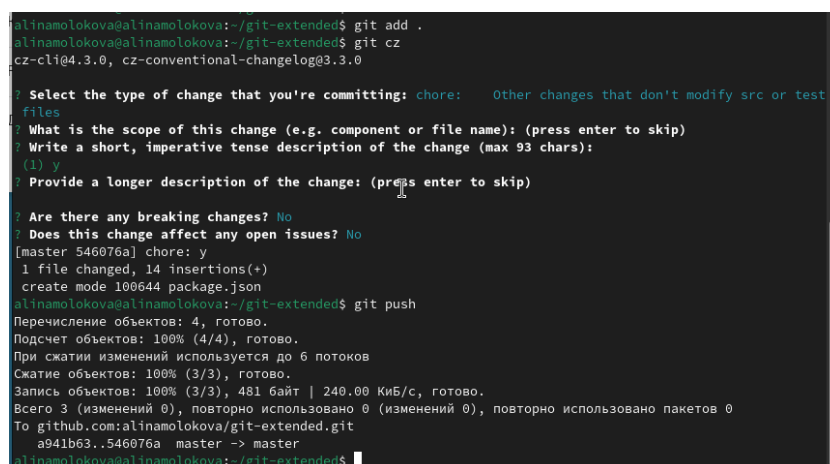 alinamolokova@alinamolokova:~/git-extended$ git add .
alinamolokova@alinamolokova:~/git-extended$ git cz
cz-cli@4.3.0, cz-conventional-changelog@3.3.0
? Select the type of change that you're committing: chore:    Other changes that don't modify src or test
files
? What is the scope of this change (e.g. component or file name): (press enter to skip)
? Write a short, imperative tense description of the change (max 93 chars):
(1) y
? Provide a longer description of the change: (press enter to skip)
? Are there any breaking changes? No
? Does this change affect any open issues? No
[master 546076a] chore: y
1 file changed, 14 insertions(+)
create mode 100644 package.json
alinamolokova@alinamolokova:~/git-extended$ git push
Перечисление объектов: 4, готово.
Подсчет объектов: 100% (4/4), готово.
При сжатии изменений используется до 6 потоков
Сжатие объектов: 100% (3/3), готово.
Запись объектов: 100% (3/3), 481 байт | 240.00 КиБ/с, готово.
Всего 3 (изменений 0), повторно использовано 0 (изменений 0), повторно использовано пакетов 0
To github.com:alinamolokova/git-extended.git
a941b63..546076a  master -> master
alinamolokova@alinamolokova:~/git-extended$